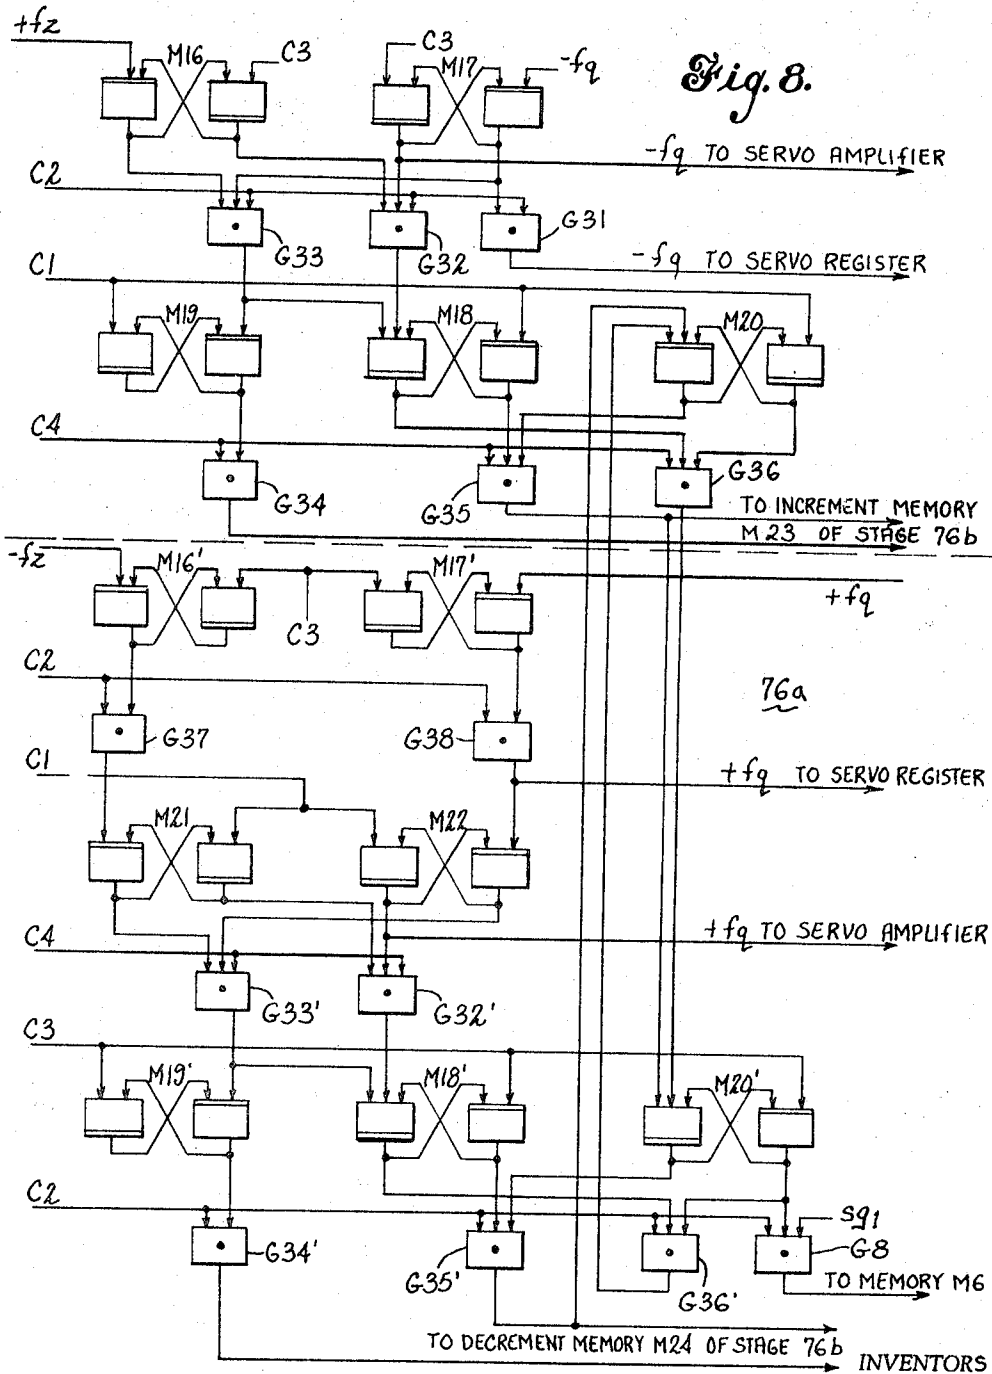 +fz
M16
C3
C3
M17
-fq
Fig. 8.
-fq TO SERVO AMPLIFIER
C2
G33
G32
G31
-fq TO SERVO REGISTER
C1
M19
M18
M20
C4
G34
G35
G36
TO INCREMENT MEMORY
M23 OF STAGE 76b
-fz
M16'
C3
M17'
+fq
C2
G37
G38
76a
C1
+fq TO SERVO REGISTER
M21
M22
C4
+fq TO SERVO AMPLIFIER
G33'
G32'
C3
M19'
M18'
M20'
C2
sg1
G34'
G35'
G36'
G8
TO MEMORY M6
TO DECREMENT MEMORY M24 OF STAGE 76b
INVENTORS